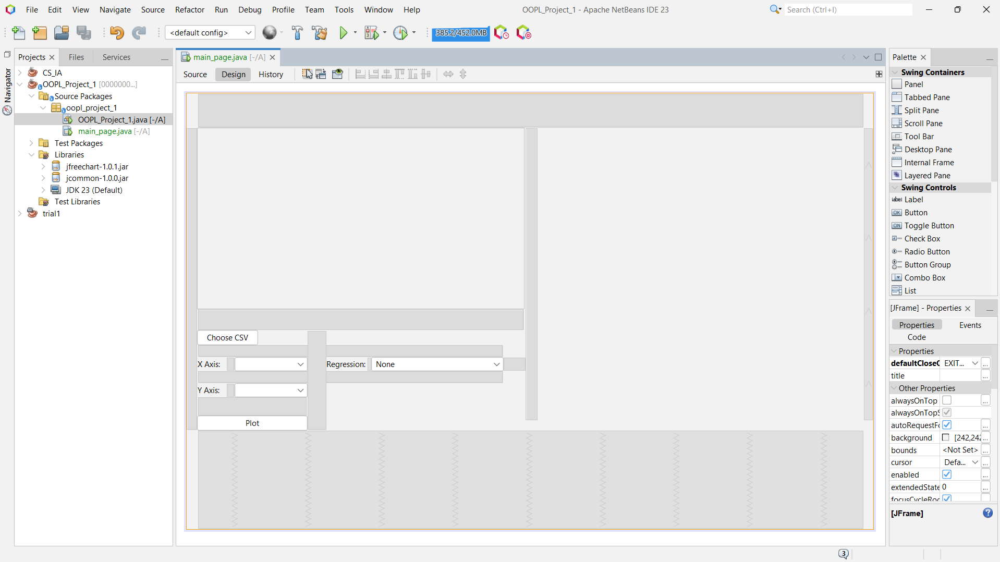 File Edit View Navigate Source Refactor Run Debug Profile Team Tools Window Help
OOPL_Project_1 - Apache NetBeans IDE 23
Search (Ctrl+I)
<default config>
385.2/452.0MB
Navigator
Projects Files Services
CS_IA
OOPL_Project_1 [0000000...]
Source Packages
oopl_project_1
OOPL_Project_1.java [-/A]
main_page.java [-/A]
Test Packages
Libraries
jfreechart-1.0.1.jar
jcommon-1.0.0.jar
JDK 23 (Default)
Test Libraries
trial1
main_page.java [-/A]
Source Design History
Choose CSV
X Axis:
Regression: None
Y Axis:
Plot
Palette
Swing Containers
Panel
Tabbed Pane
Split Pane
Scroll Pane
Tool Bar
Desktop Pane
Internal Frame
Layered Pane
Swing Controls
label Label
OK Button
ON Toggle Button
Check Box
Radio Button
Button Group
Combo Box
List
[JFrame] - Properties
Properties Events
Code
Properties
defaultCloseO EXIT... ...
title ...
Other Properties
alwaysOnTop ...
alwaysOnTopS
autoRequestFo ...
background [242,242 ...
bounds <Not Set> ...
cursor Defa... ...
enabled ...
extendedState 0 ...
focusCycleRoo
[JFrame]
3